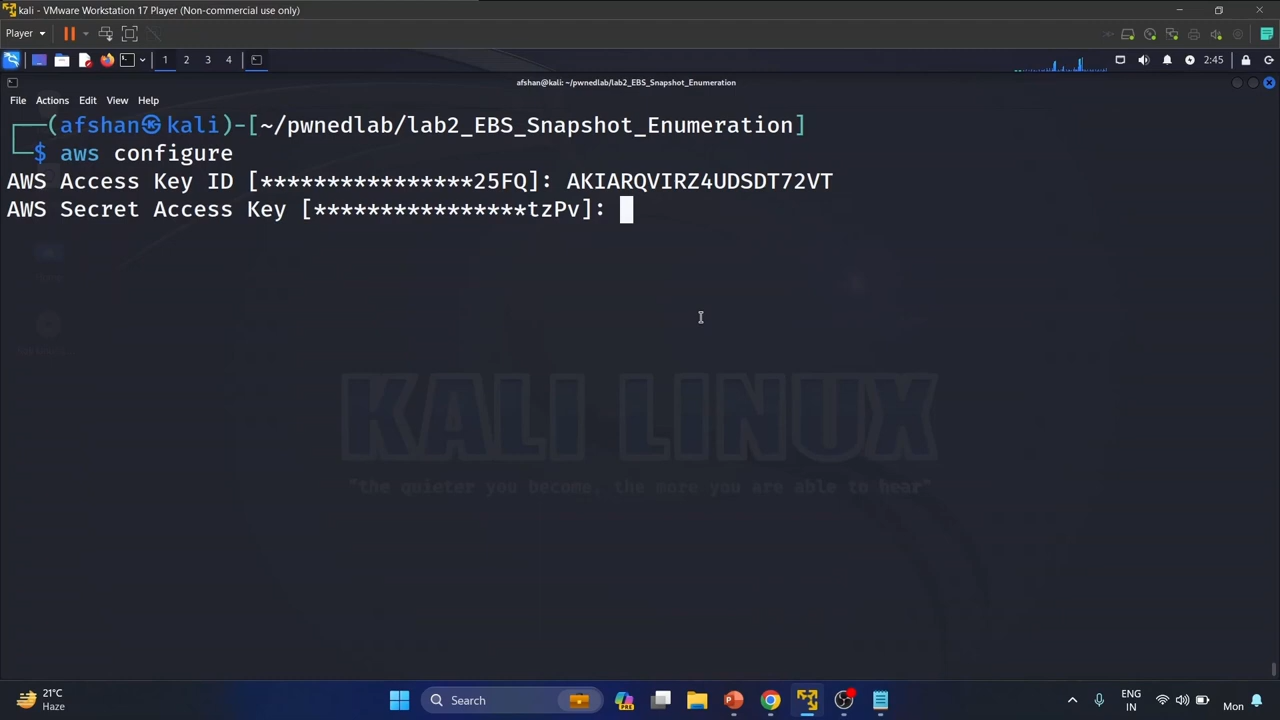 kali - VMware Workstation 17 Player (Non-commercial use only)
Player
1 2 3 4
2:45
afshan@kali: ~/pwnedlab/lab2_EBS_Snapshot_Enumeration
File Actions Edit View Help
┌──(afshan㉿kali)-[~/pwnedlab/lab2_EBS_Snapshot_Enumeration]
└─$ aws configure
AWS Access Key ID [****************25FQ]: AKIARQVIRZ4UDSDT72VT
AWS Secret Access Key [****************tzPv]:
KALI LINUX
"the quieter you become, the more you are able to hear"
21°C
Haze
Search
PRE
ENG
IN
Mon